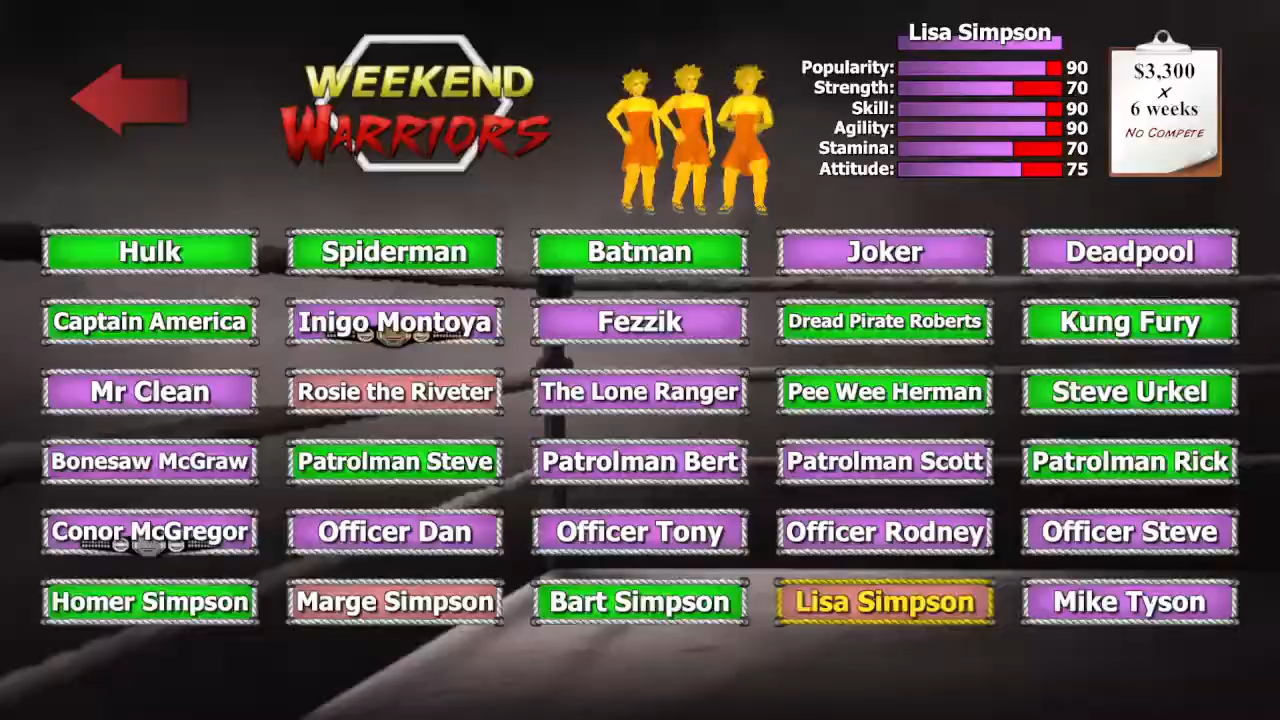 WEEKEND
WARRIORS
Lisa Simpson
Popularity: 90
Strength: 70
Skill: 90
Agility: 90
Stamina: 70
Attitude: 75
$3,300
x
6 weeks
NO COMPETE
Hulk Spiderman Batman Joker Deadpool
Captain America Inigo Montoya Fezzik Dread Pirate Roberts Kung Fury
Mr Clean Rosie the Riveter The Lone Ranger Pee Wee Herman Steve Urkel
Bonesaw McGraw Patrolman Steve Patrolman Bert Patrolman Scott Patrolman Rick
Conor McGregor Officer Dan Officer Tony Officer Rodney Officer Steve
Homer Simpson Marge Simpson Bart Simpson Lisa Simpson Mike Tyson